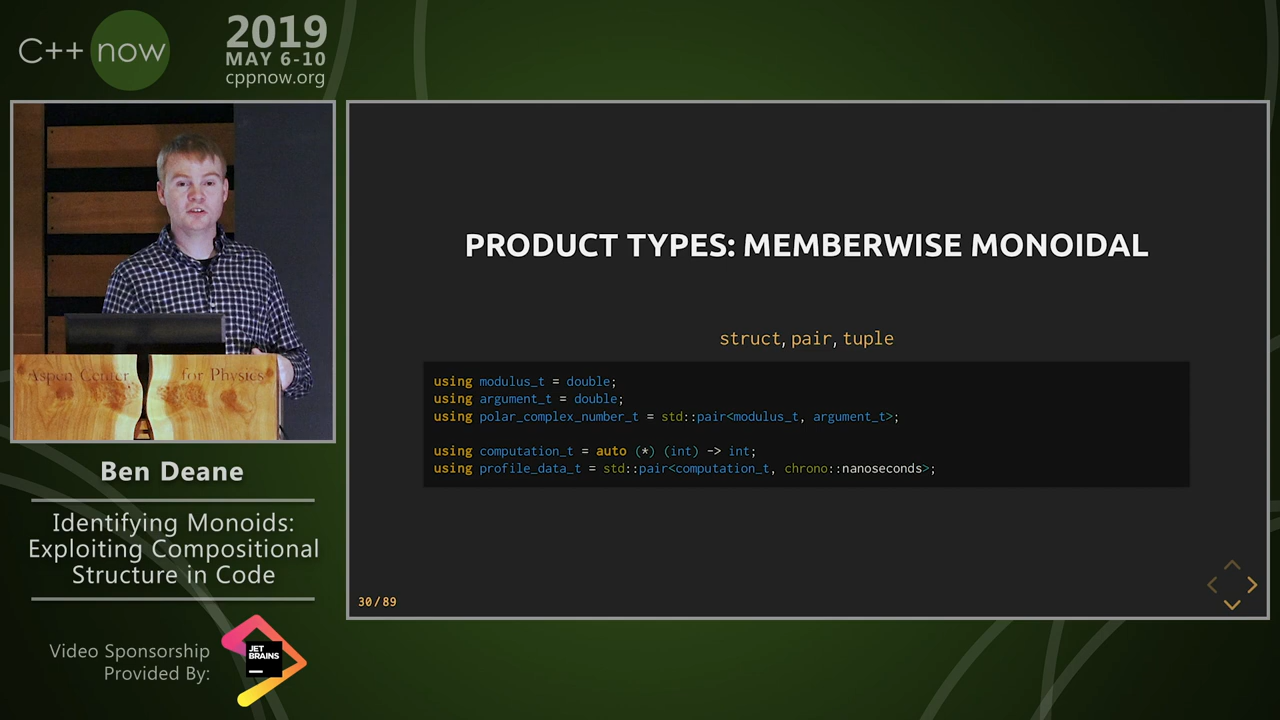 C++ now
2019
MAY 6-10
cppnow.org
Aspen Center for Physics
Ben Deane
Identifying Monoids:
Exploiting Compositional
Structure in Code
Video Sponsorship
Provided By:
JET
BRAINS
PRODUCT TYPES: MEMBERWISE MONOIDAL
struct, pair, tuple
using modulus_t = double;
using argument_t = double;
using polar_complex_number_t = std::pair<modulus_t, argument_t>;
using computation_t = auto (*) (int) -> int;
using profile_data_t = std::pair<computation_t, chrono::nanoseconds>;
30/89